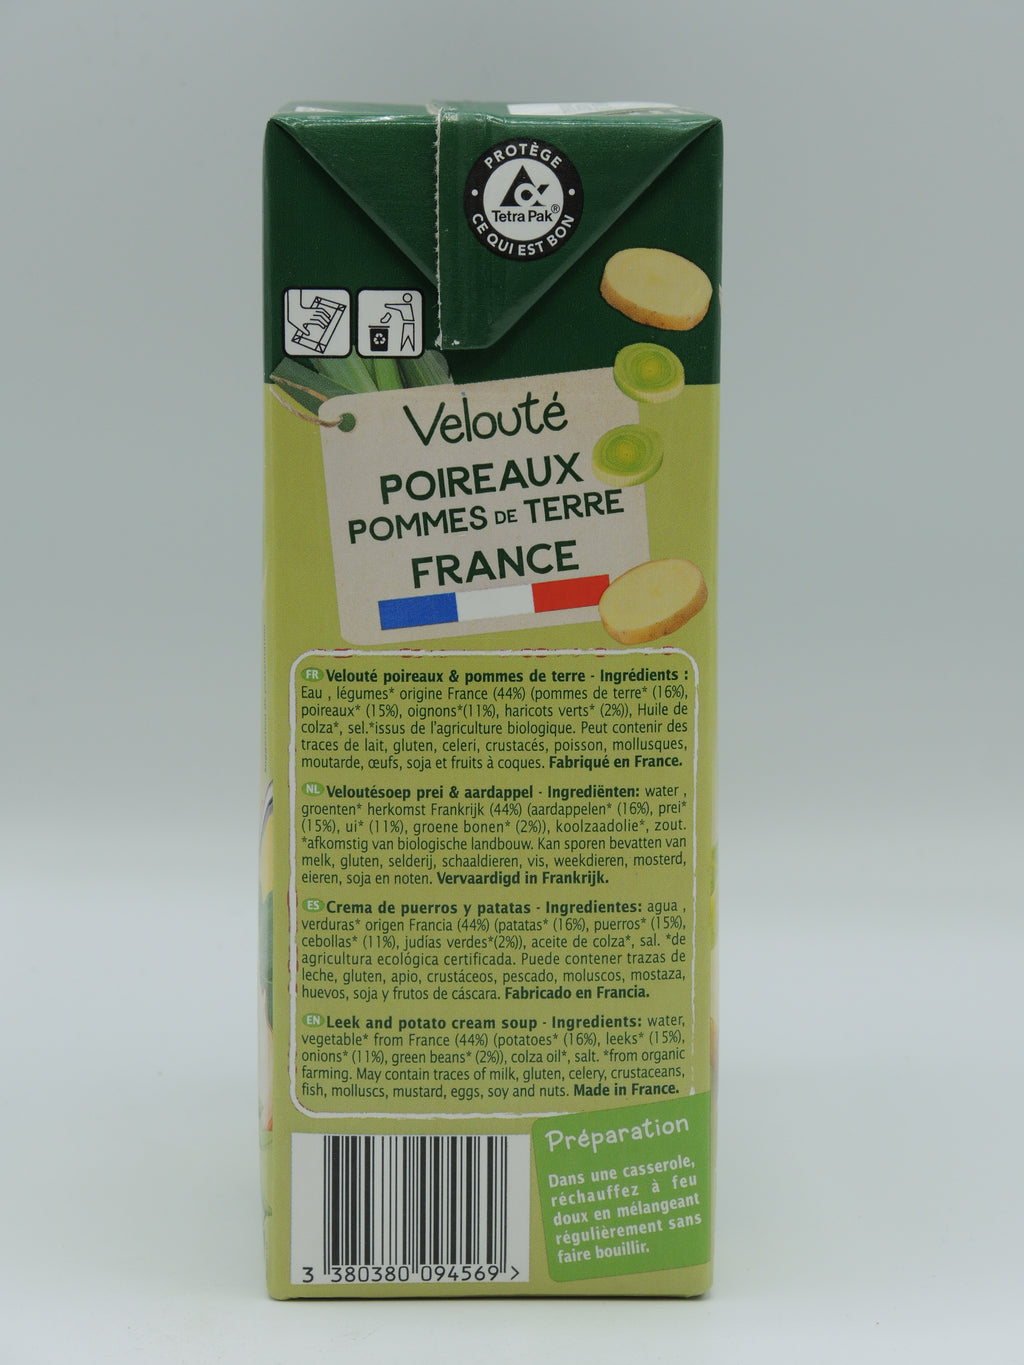 PROTÈGE
Tetra Pak®
CE QUI EST BON
Velouté
POIREAUX
POMMES DE TERRE
FRANCE
FR Velouté poireaux & pommes de terre - Ingrédients :
Eau , légumes* origine France (44%) (pommes de terre* (16%),
poireaux* (15%), oignons*(11%), haricots verts* (2%)), Huile de
colza*, sel.*issus de l'agriculture biologique. Peut contenir des
traces de lait, gluten, celeri, crustacés, poisson, mollusques,
moutarde, œufs, soja et fruits à coques. Fabriqué en France.
NL Veloutésoep prei & aardappel - Ingrediënten: water ,
groenten* herkomst Frankrijk (44%) (aardappelen* (16%), prei*
(15%), ui* (11%), groene bonen* (2%)), koolzaadolie*, zout.
*afkomstig van biologische landbouw. Kan sporen bevatten van
melk, gluten, selderij, schaaldieren, vis, weekdieren, mosterd,
eieren, soja en noten. Vervaardigd in Frankrijk.
ES Crema de puerros y patatas - Ingredientes: agua ,
verduras* origen Francia (44%) (patatas* (16%), puerros* (15%),
cebollas* (11%), judías verdes*(2%)), aceite de colza*, sal. *de
agricultura ecológica certificada. Puede contener trazas de
leche, gluten, apio, crustáceos, pescado, moluscos, mostaza,
huevos, soja y frutos de cáscara. Fabricado en Francia.
EN Leek and potato cream soup - Ingredients: water,
vegetable* from France (44%) (potatoes* (16%), leeks* (15%),
onions* (11%), green beans* (2%)), colza oil*, salt. *from organic
farming. May contain traces of milk, gluten, celery, crustaceans,
fish, molluscs, mustard, eggs, soy and nuts. Made in France.
Préparation
Dans une casserole,
réchauffez à feu
doux en mélangeant
régulièrement sans
faire bouillir.
3 380380 094569 >